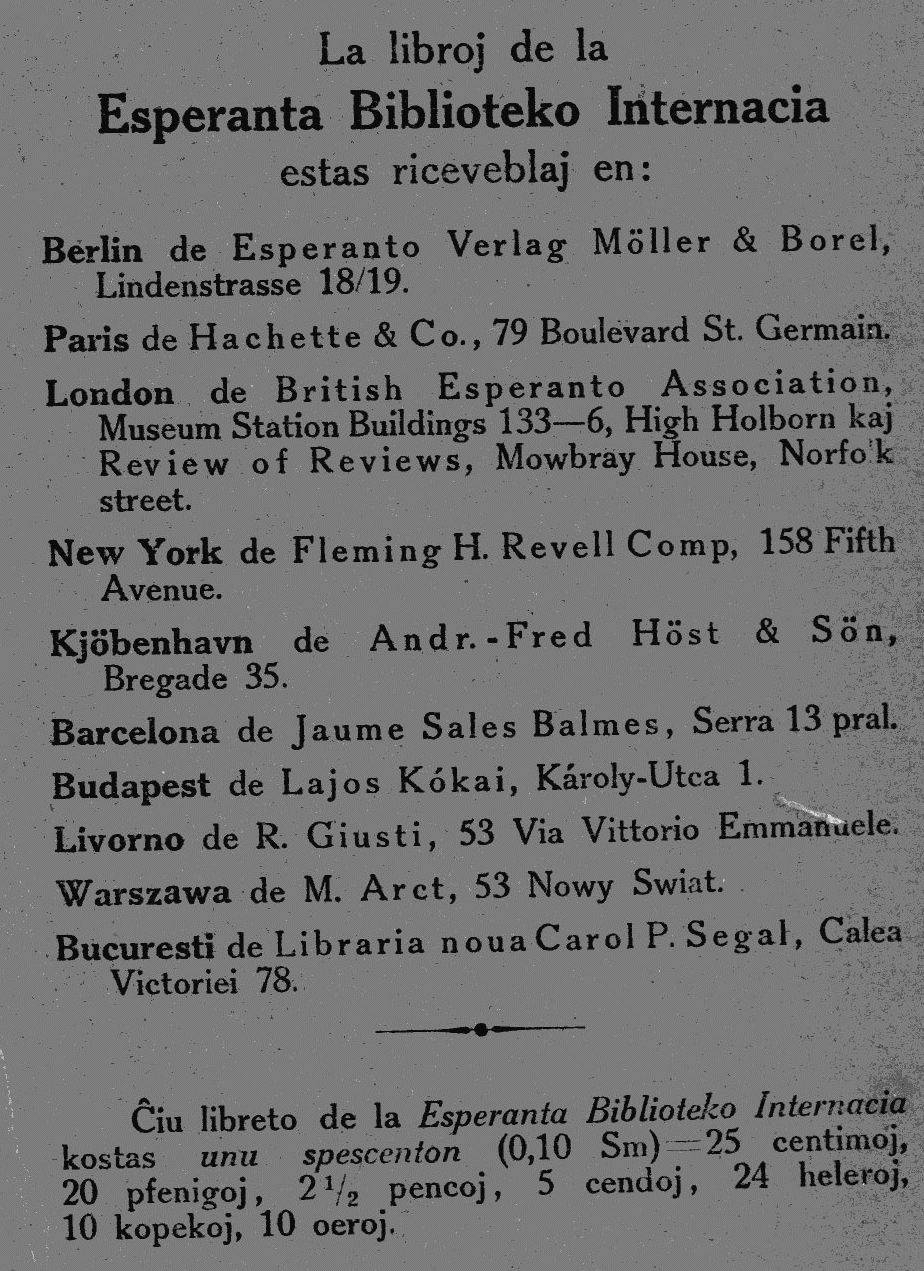 La libroj de la
Esperanta Biblioteko Internacia
estas riceveblaj en:
Berlin de Esperanto Verlag Möller & Borel,
Lindenstrasse 18/19.
Paris de Hachette & Co., 79 Boulevard St. Germain.
London de British Esperanto Association,
Museum Station Buildings 133—6, High Holborn kaj
Review of Reviews, Mowbray House, Norfo'k
street.
New York de Fleming H. Revell Comp, 158 Fifth
Avenue.
Kjöbenhavn de Andr.-Fred Höst & Sön,
Bregade 35.
Barcelona de Jaume Sales Balmes, Serra 13 pral.
Budapest de Lajos Kókai, Károly-Utca 1.
Livorno de R. Giusti, 53 Via Vittorio Emmanuele.
Warszawa de M. Arct, 53 Nowy Swiat.
Bucuresti de Libraria noua Carol P. Segal, Calea
Victoriei 78.
Ĉiu libreto de la Esperanta Biblioteko Internacia
kostas unu spescenton (0,10 Sm) = 25 centimoj,
20 pfenigoj, 2 1/2 pencoj, 5 cendoj, 24 heleroj,
10 kopekoj, 10 oeroj.